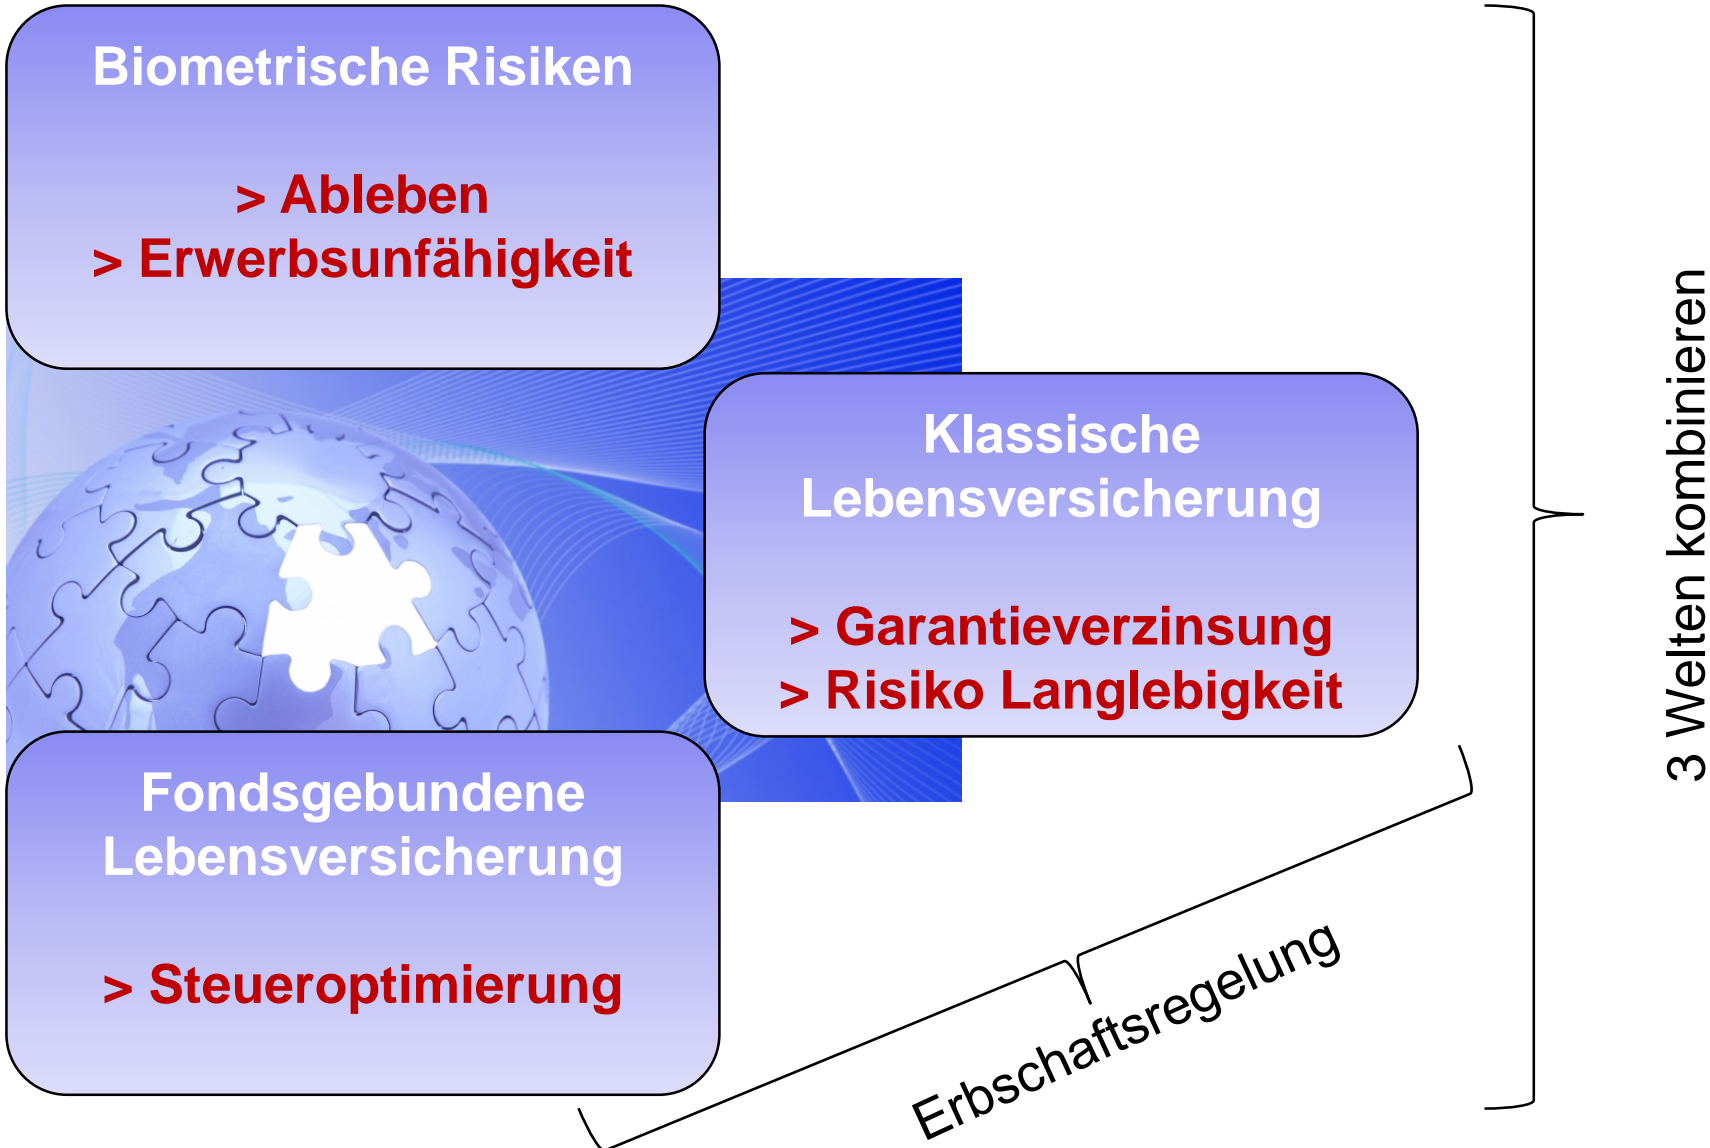 Biometrische Risiken
> Ableben
> Erwerbsunfähigkeit
Klassische
Lebensversicherung
> Garantieverzinsung
> Risiko Langlebigkeit
Fondsgebundene
Lebensversicherung
> Steueroptimierung
Erbschaftsregelung
3 Welten kombinieren